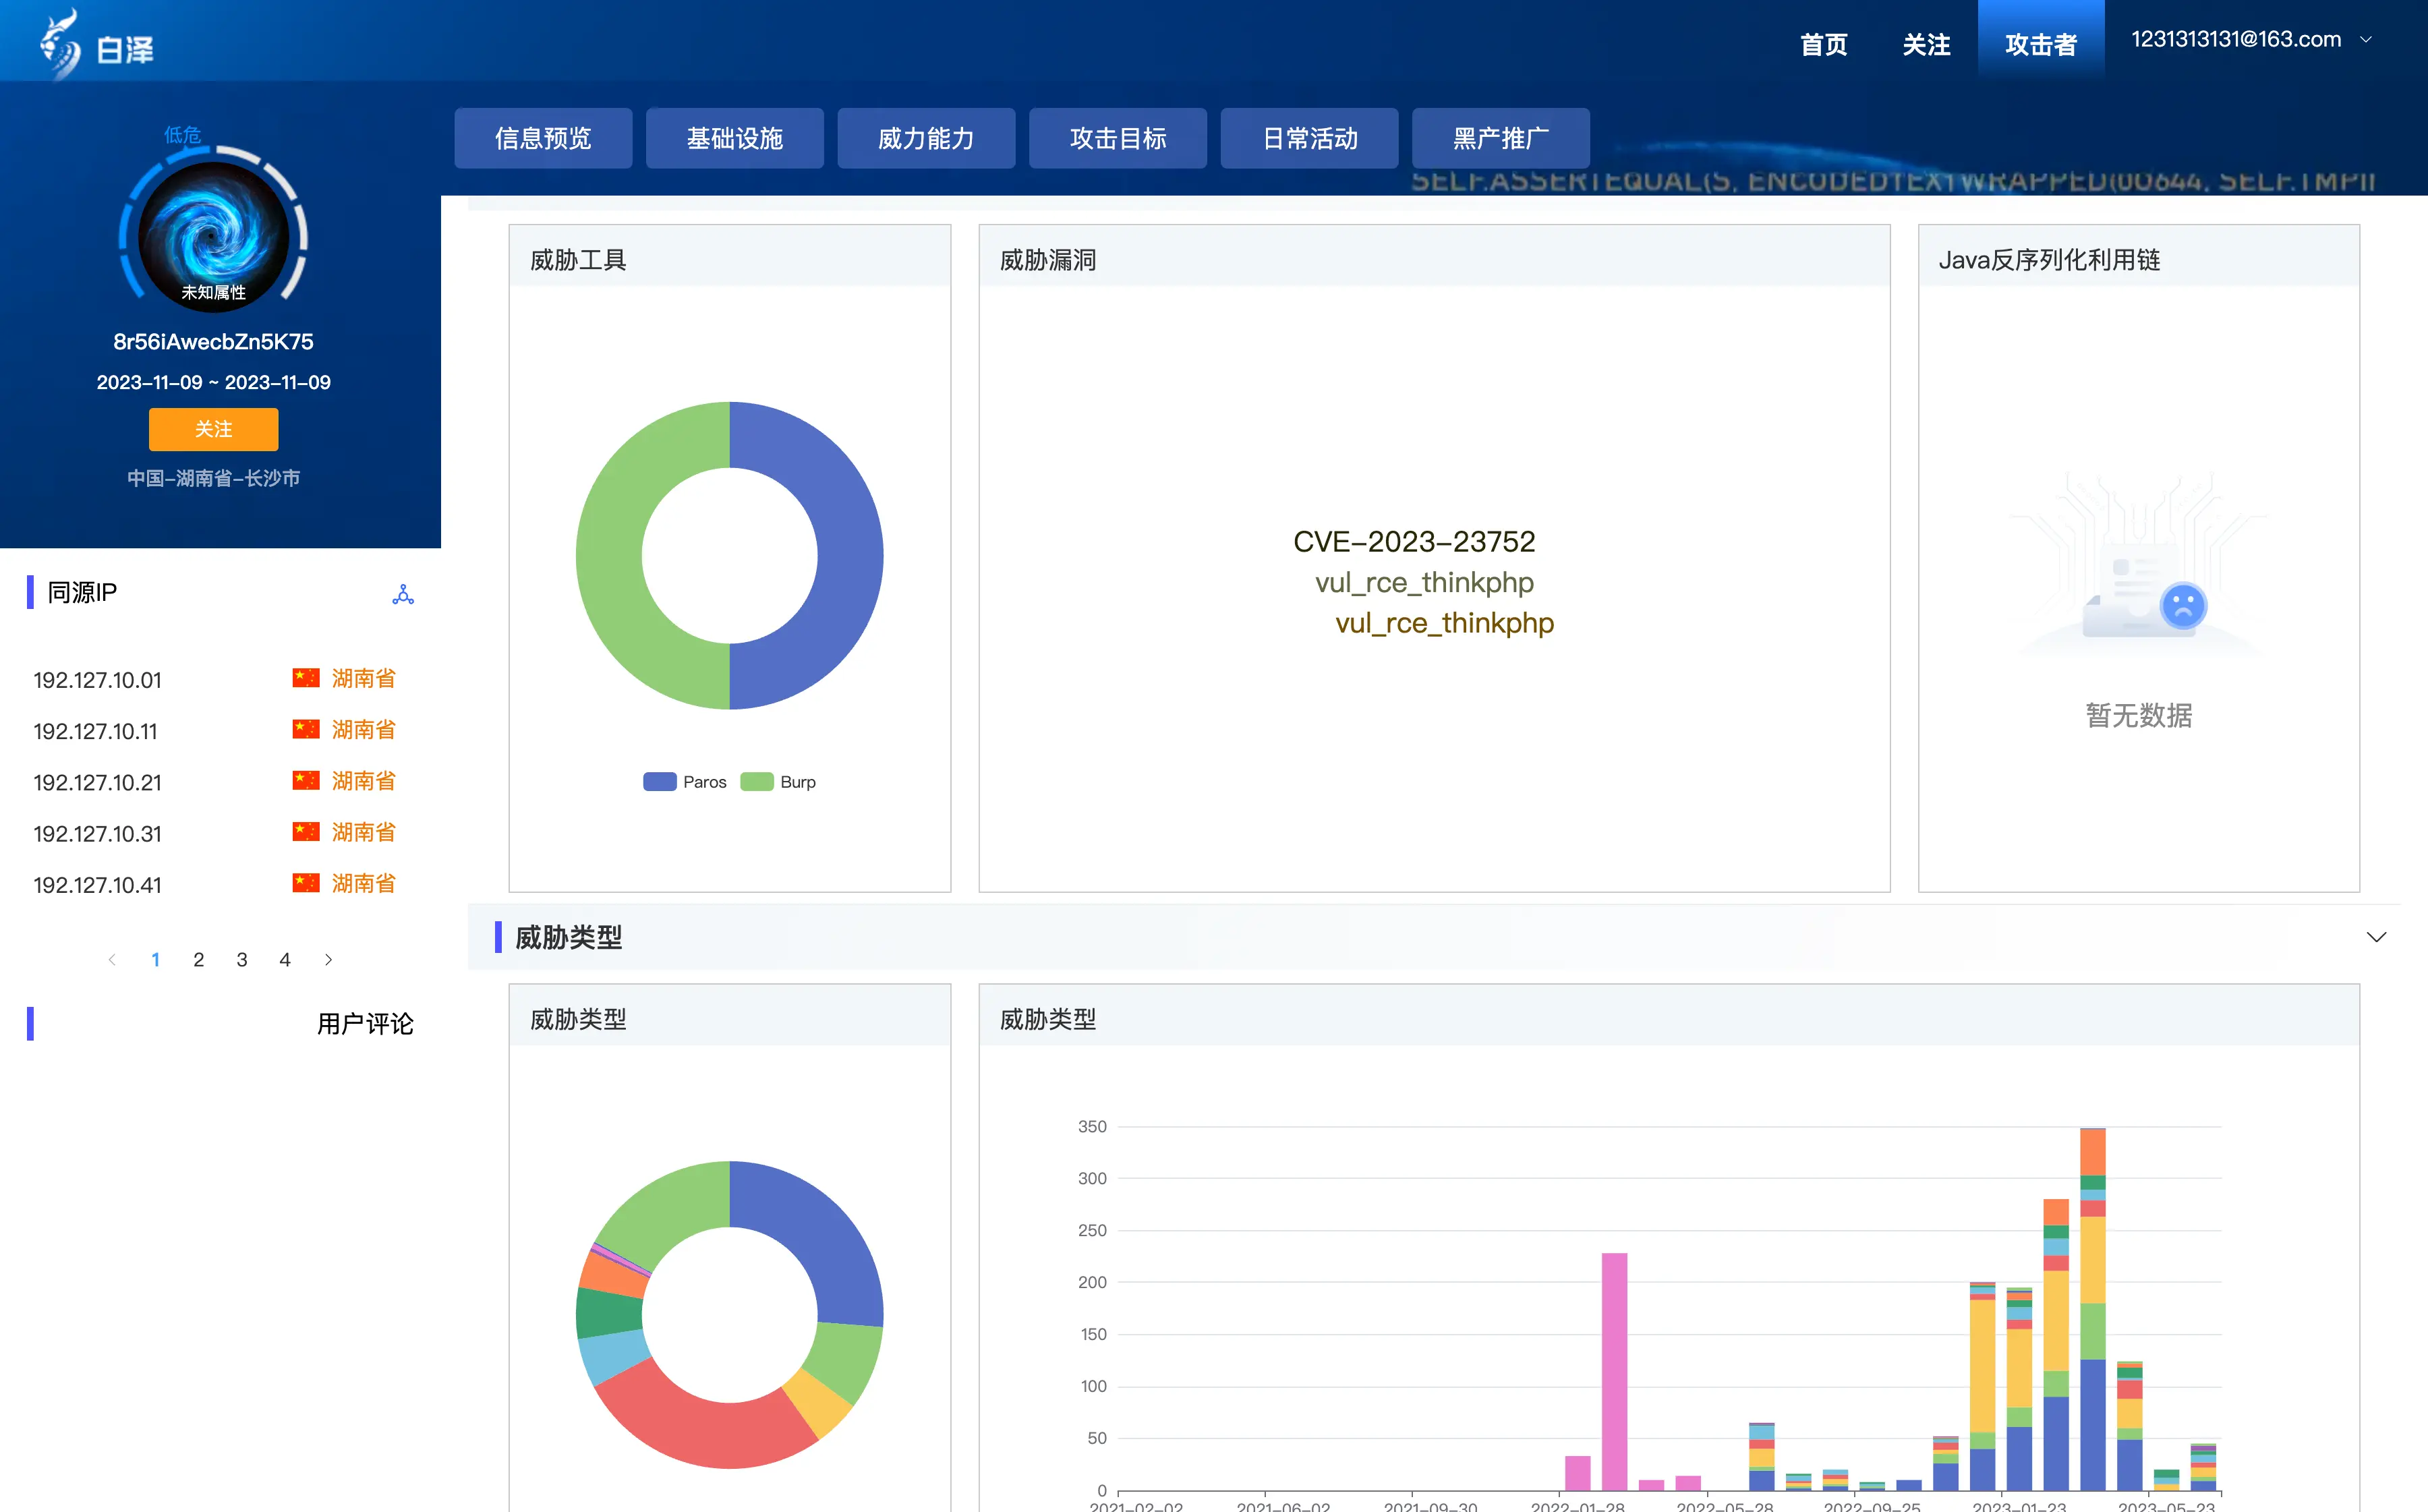 白泽
首页 关注 攻击者 1231313131@163.com
信息预览 基础设施 威力能力 攻击目标 日常活动 黑产推广
低危
未知属性
8r56iAwecbZn5K75
2023-11-09 ~ 2023-11-09
关注
中国-湖南省-长沙市
同源IP
192.127.10.01 湖南省
192.127.10.11 湖南省
192.127.10.21 湖南省
192.127.10.31 湖南省
192.127.10.41 湖南省
1 2 3 4
用户评论
SELF.ASSERTEQUAL(S, ENCODEDTEXTWRAPPED(
威胁工具
Paros Burp
威胁漏洞
CVE-2023-23752
vul_rce_thinkphp
vul_rce_thinkphp
Java反序列化利用链
暂无数据
威胁类型
威胁类型
威胁类型
350
300
250
200
150
100
50
0
2021-02-02 2021-06-02 2021-09-30 2022-01-28 2022-05-28 2022-09-25 2023-01-23 2023-05-23